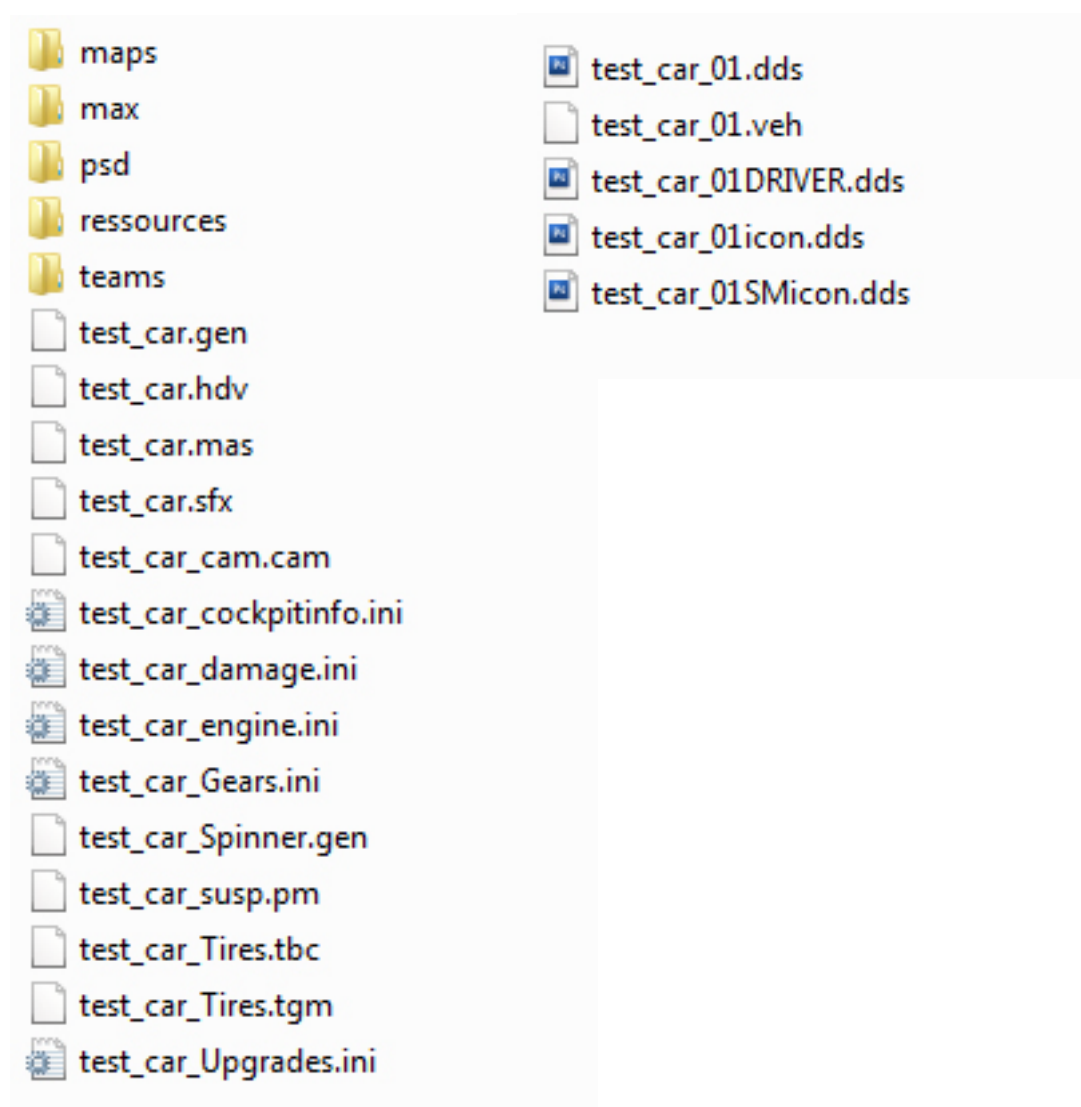 maps
max
psd
ressources
teams
test_car.gen
test_car.hdv
test_car.mas
test_car.sfx
test_car_cam.cam
test_car_cockpitinfo.ini
test_car_damage.ini
test_car_engine.ini
test_car_Gears.ini
test_car_Spinner.gen
test_car_susp.pm
test_car_Tires.tbc
test_car_Tires.tgm
test_car_Upgrades.ini
test_car_01.dds
test_car_01.veh
test_car_01DRIVER.dds
test_car_01icon.dds
test_car_01SMicon.dds